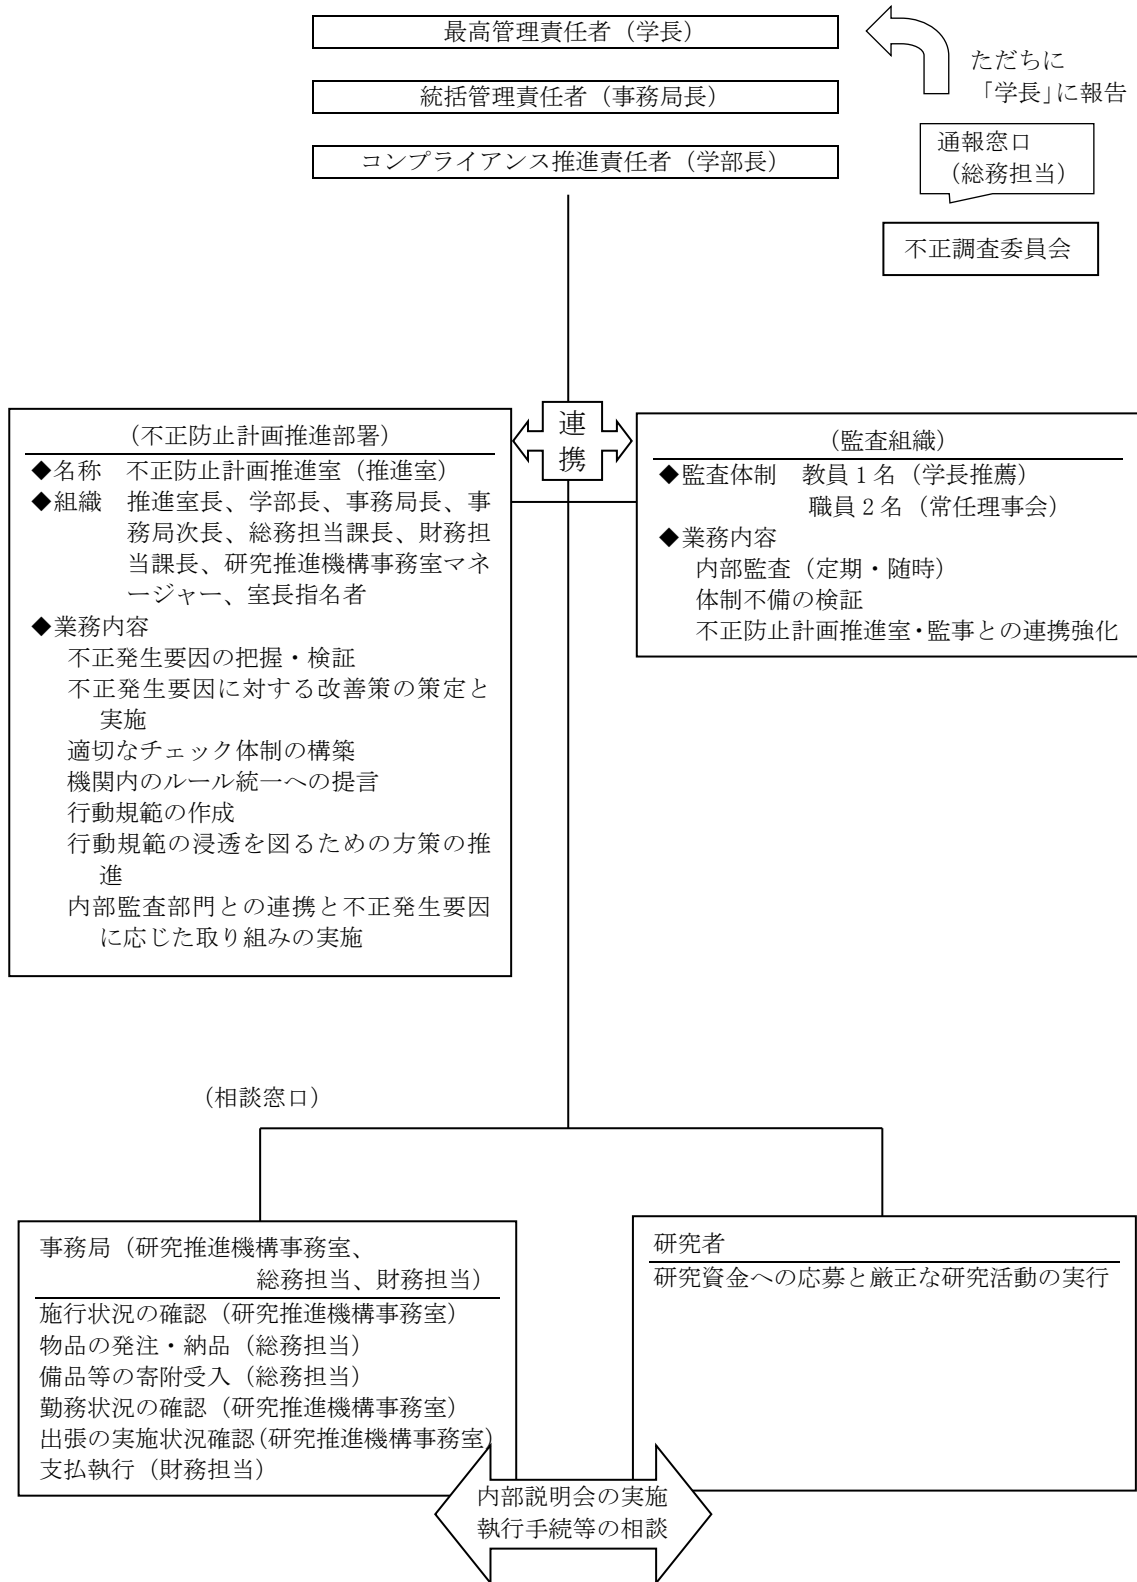 最高管理責任者（学長）
統括管理責任者（事務局長）
コンプライアンス推進責任者（学部長）
ただちに
「学長」に報告
通報窓口
（総務担当）
不正調査委員会
連
携
（不正防止計画推進部署）
◆名称　不正防止計画推進室（推進室）
◆組織　推進室長、学部長、事務局長、事
務局次長、総務担当課長、財務担
当課長、研究推進機構事務室マネ
ージャー、室長指名者
◆業務内容
不正発生要因の把握・検証
不正発生要因に対する改善策の策定と
実施
適切なチェック体制の構築
機関内のルール統一への提言
行動規範の作成
行動規範の浸透を図るための方策の推
進
内部監査部門との連携と不正発生要因
に応じた取り組みの実施
（監査組織）
◆監査体制　教員１名（学長推薦）
職員２名（常任理事会）
◆業務内容
内部監査（定期・随時）
体制不備の検証
不正防止計画推進室・監事との連携強化
（相談窓口）
事務局（研究推進機構事務室、
総務担当、財務担当）
施行状況の確認（研究推進機構事務室）
物品の発注・納品（総務担当）
備品等の寄附受入（総務担当）
勤務状況の確認（研究推進機構事務室）
出張の実施状況確認（研究推進機構事務室）
支払執行（財務担当）
研究者
研究資金への応募と厳正な研究活動の実行
内部説明会の実施
執行手続等の相談